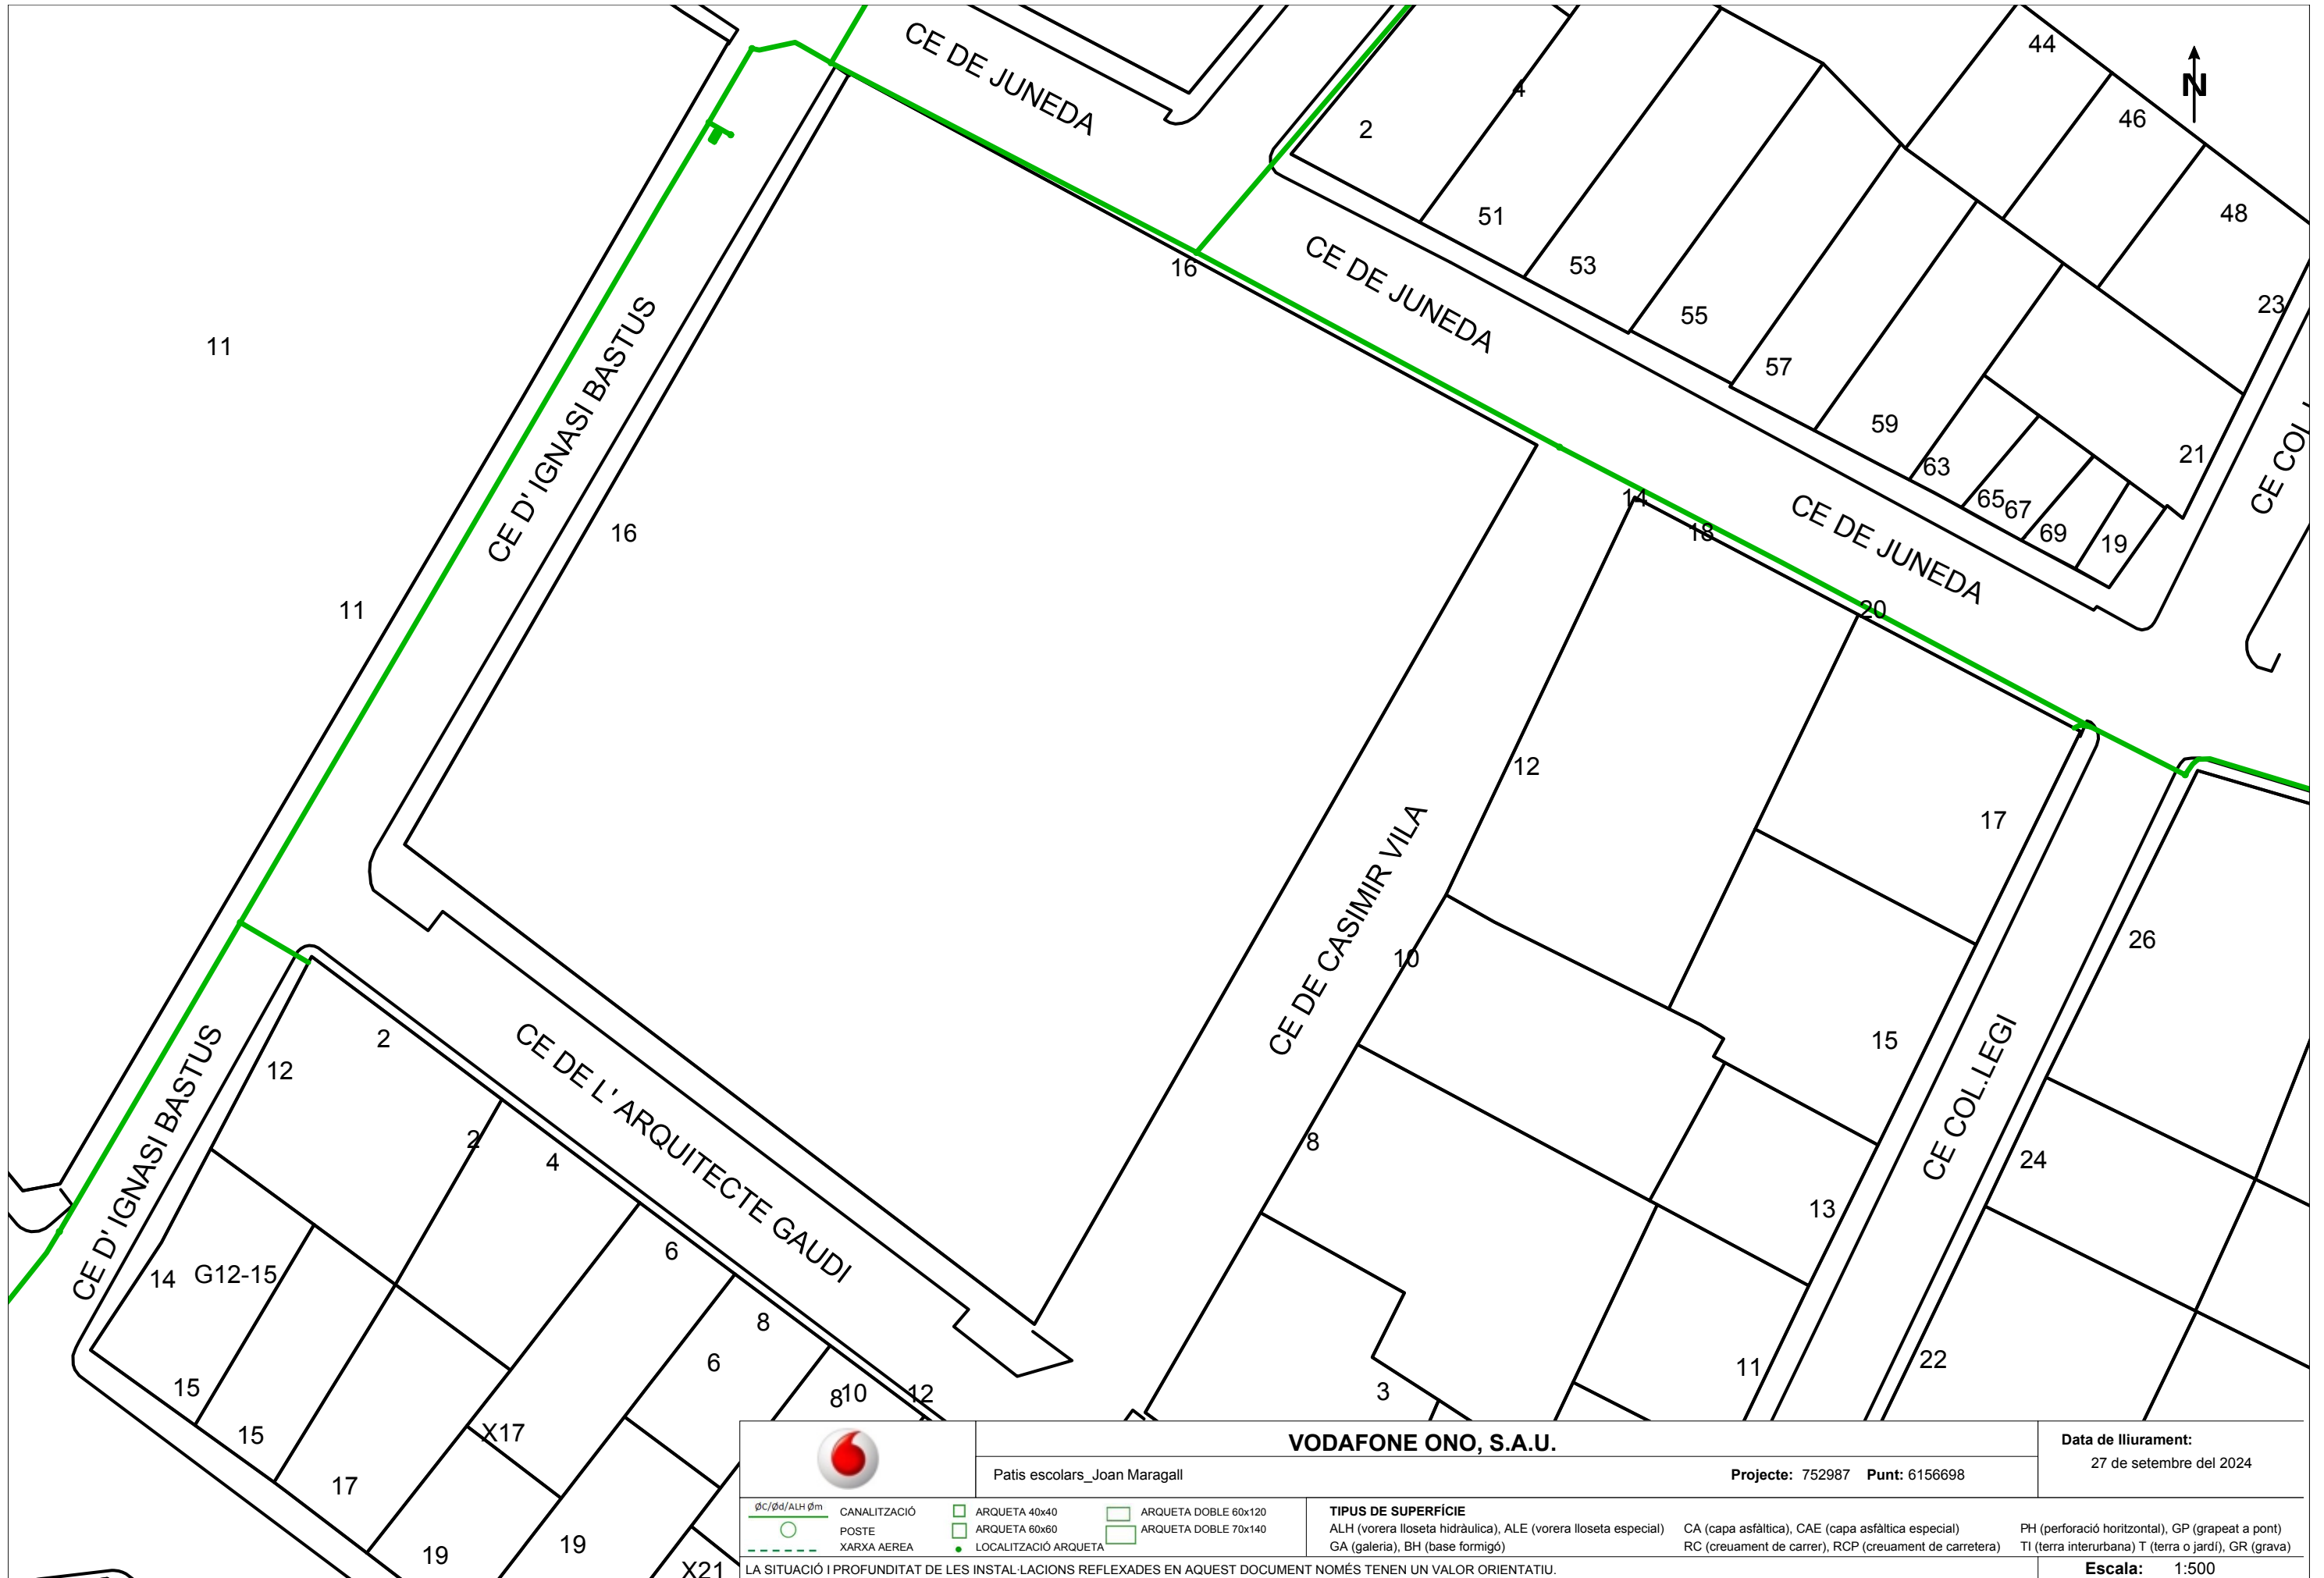 CE DE JUNEDA
44
N
4
46
2
48
51
16
CE DE JUNEDA
53
23
55
11
57
59
CE COL
21
CE D' IGNASI BASTUS
63
65
67
14
CE DE JUNEDA
16
18
69
19
11
20
12
17
CE DE CASIMIR VILA
26
10
2
12
15
CE DE L' ARQUITECTE GAUDI
CE COL.LEGI
CE D' IGNASI BASTUS
2
4
8
24
13
6
14
G12-15
8
6
11
22
15
8
10
12
3
15
X17
17
19
19
X21
VODAFONE ONO, S.A.U.
Data de lliurament:
27 de setembre del 2024
Patis escolars_Joan Maragall
Projecte: 752987 Punt: 6156698
ØC/Ød/ALH Øm
CANALITZACIÓ
ARQUETA 40x40
ARQUETA DOBLE 60x120
POSTE
ARQUETA 60x60
ARQUETA DOBLE 70x140
XARXA AEREA
LOCALITZACIÓ ARQUETA
TIPUS DE SUPERFÍCIE
ALH (vorera lloseta hidràulica), ALE (vorera lloseta especial)
CA (capa asfàltica), CAE (capa asfàltica especial)
PH (perforació horitzontal), GP (grapeat a pont)
GA (galeria), BH (base formigó)
RC (creuament de carrer), RCP (creuament de carretera)
TI (terra interurbana) T (terra o jardí), GR (grava)
LA SITUACIÓ I PROFUNDITAT DE LES INSTAL·LACIONS REFLEXADES EN AQUEST DOCUMENT NOMÉS TENEN UN VALOR ORIENTATIU.
Escala: 1:500